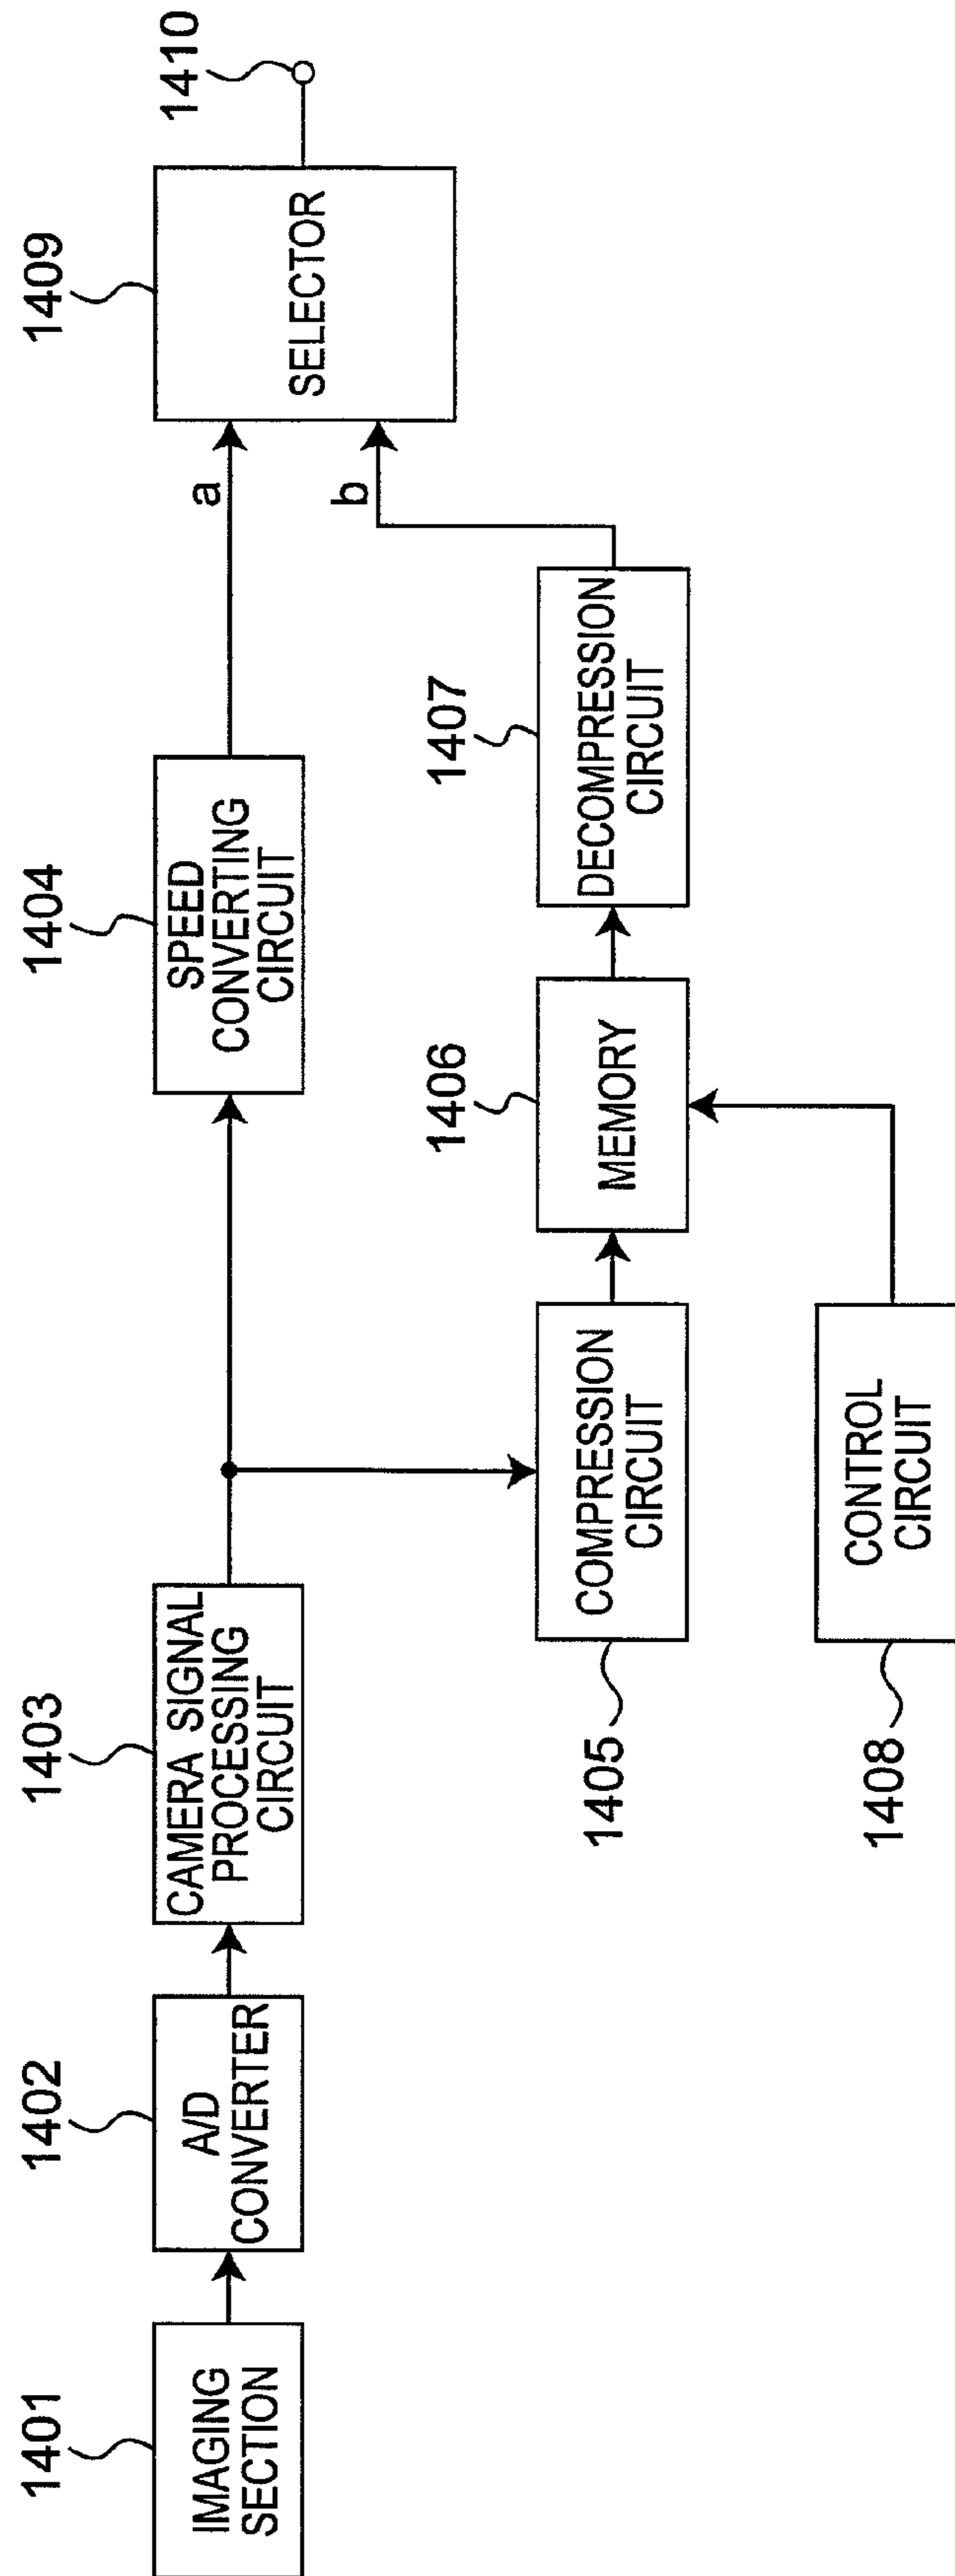 1401
IMAGING
SECTION
1402
A/D
CONVERTER
1403
CAMERA SIGNAL
PROCESSING
CIRCUIT
1404
SPEED
CONVERTING
CIRCUIT
a
1409
SELECTOR
1410
b
1405
COMPRESSION
CIRCUIT
1406
MEMORY
1407
DECOMPRESSION
CIRCUIT
1408
CONTROL
CIRCUIT